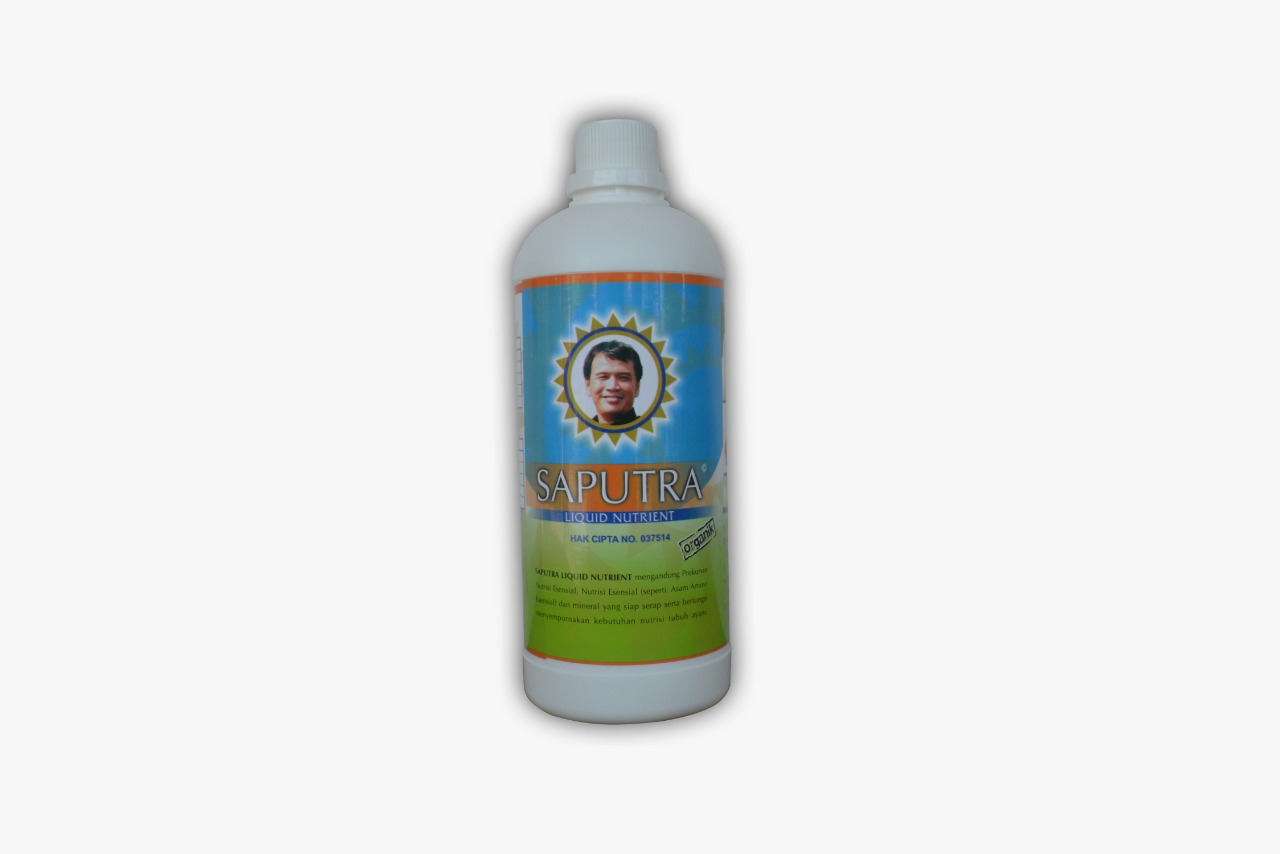 SAPUTRA©
LIQUID NUTRIENT
HAK CIPTA NO. 037514
organik
SAPUTRA LIQUID NUTRIENT mengandung Prekursor
Nutrisi Esensial, Nutrisi Esensial (seperti: Asam Amino
Esensial) dan mineral yang siap serap serta berfungsi
menyempurnakan kebutuhan nutrisi tubuh ayam.